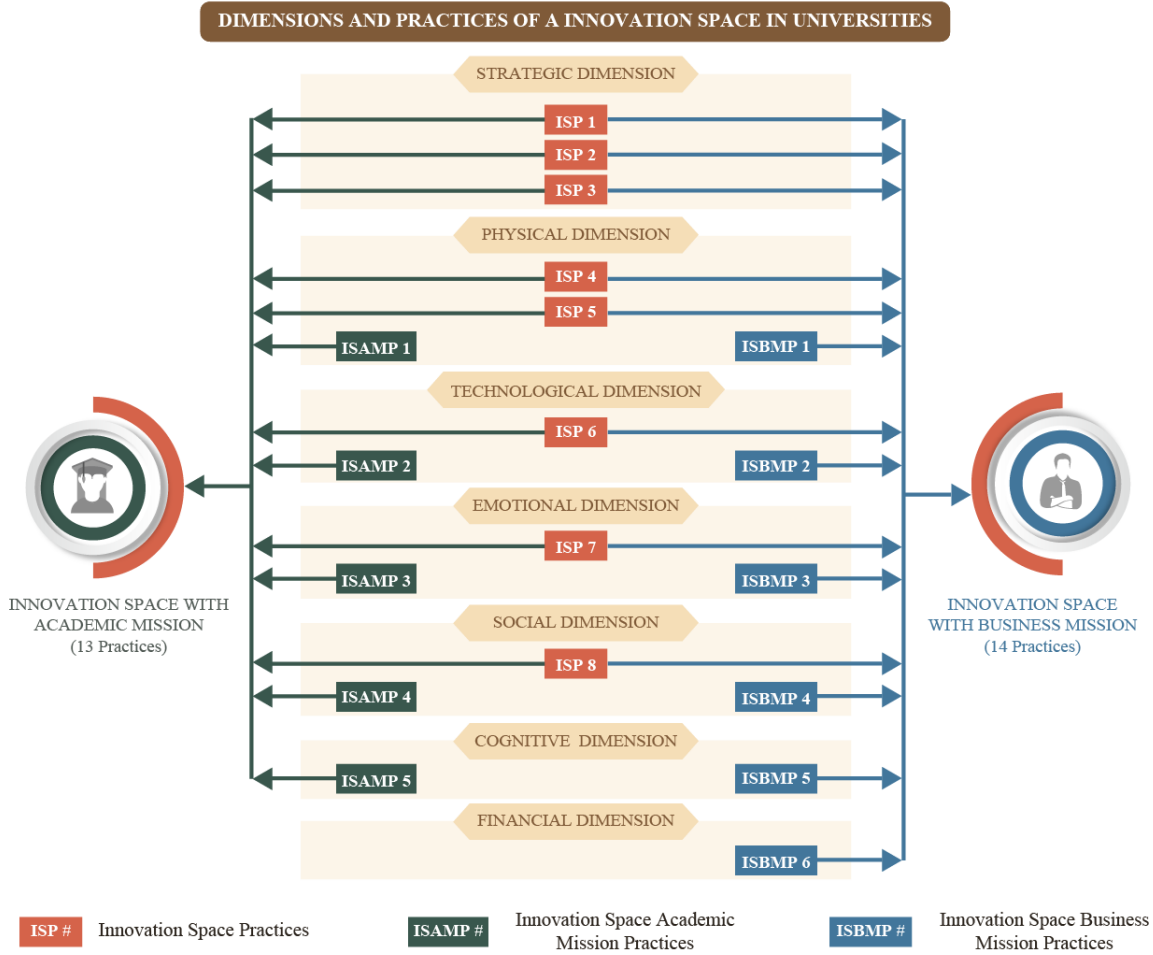 DIMENSIONS AND PRACTICES OF A INNOVATION SPACE IN UNIVERSITIES
STRATEGIC DIMENSION
ISP 1
ISP 2
ISP 3
PHYSICAL DIMENSION
ISP 4
ISP 5
ISAMP 1
ISBMP 1
TECHNOLOGICAL DIMENSION
ISP 6
ISAMP 2
ISBMP 2
EMOTIONAL DIMENSION
ISP 7
ISAMP 3
ISBMP 3
INNOVATION SPACE WITH
ACADEMIC MISSION
(13 Practices)
INNOVATION SPACE
WITH BUSINESS MISSION
(14 Practices)
SOCIAL DIMENSION
ISP 8
ISAMP 4
ISBMP 4
COGNITIVE DIMENSION
ISAMP 5
ISBMP 5
FINANCIAL DIMENSION
ISBMP 6
ISP #
Innovation Space Practices
ISAMP #
Innovation Space Academic
Mission Practices
ISBMP #
Innovation Space Business
Mission Practices